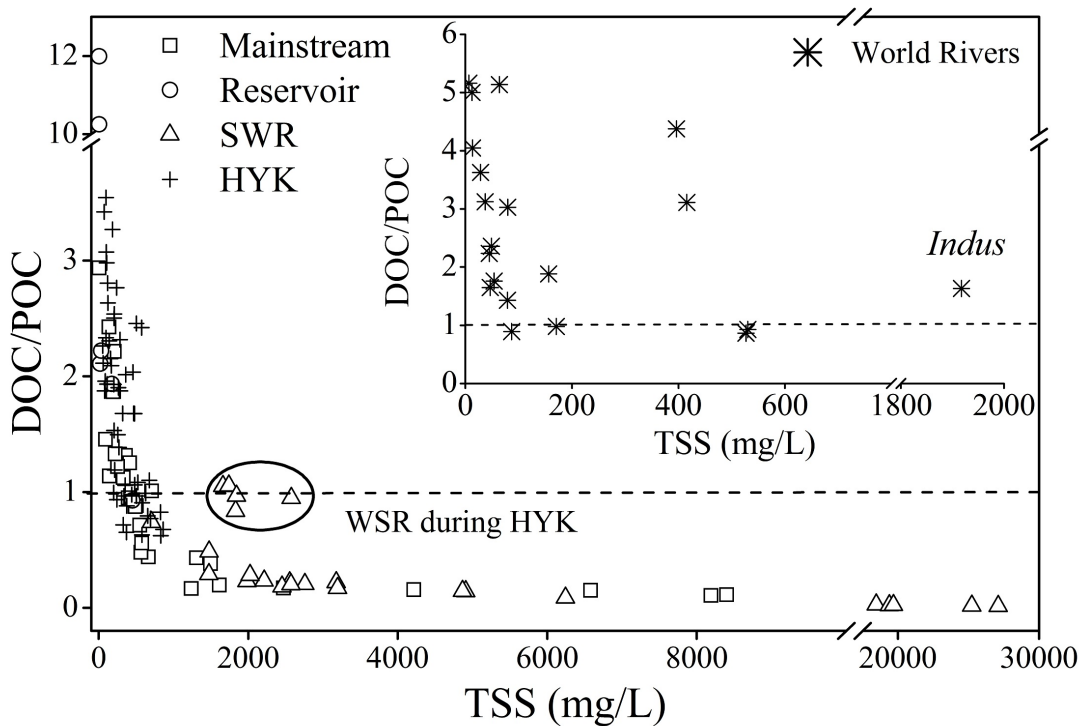 12
10
3
2
1
0
DOC/POC
Mainstream
Reservoir
SWR
HYK
6
5
4
3
2
1
0
DOC/POC
World Rivers
Indus
0 200 400 600 1800 2000
TSS (mg/L)
WSR during HYK
0 2000 4000 6000 8000 20000 30000
TSS (mg/L)